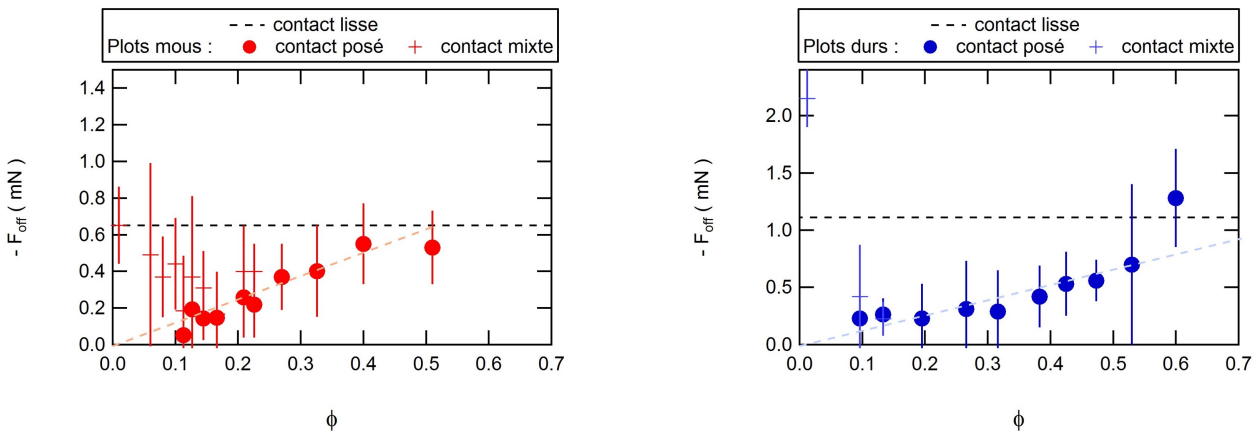 contact lisse
Plots mous : contact posé contact mixte
1.4
1.2
1.0
0.8
0.6
0.4
0.2
0.0
0.0 0.1 0.2 0.3 0.4 0.5 0.6 0.7
- Foff ( mN )
ϕ
contact lisse
Plots durs : contact posé contact mixte
2.0
1.5
1.0
0.5
0.0
0.0 0.1 0.2 0.3 0.4 0.5 0.6 0.7
- Foff ( mN )
ϕ